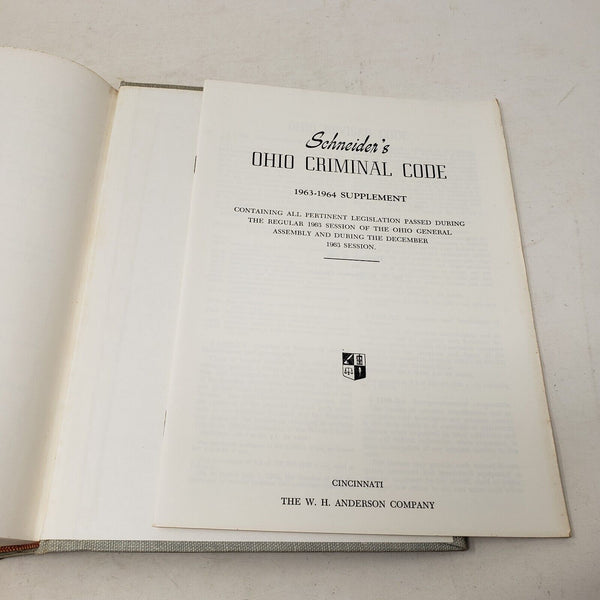 Schneider's
OHIO CRIMINAL CODE
1963-1964 SUPPLEMENT
CONTAINING ALL PERTINENT LEGISLATION PASSED DURING
THE REGULAR 1963 SESSION OF THE OHIO GENERAL
ASSEMBLY AND DURING THE DECEMBER
1963 SESSION.
CINCINNATI
THE W. H. ANDERSON COMPANY